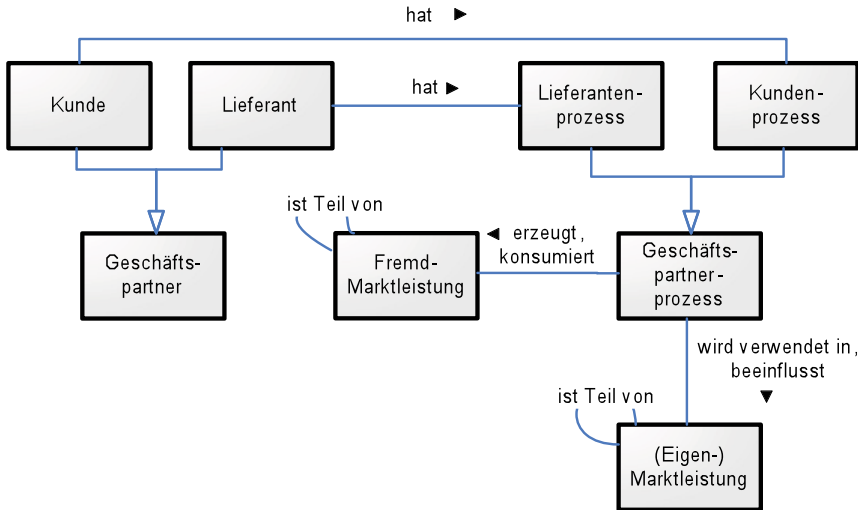 hat ►
Kunde
Lieferant
hat ►
Lieferanten-
prozess
Kunden-
prozess
ist Teil von
◄ erzeugt,
konsumiert
Geschäfts-
partner
Fremd-
Marktleistung
Geschäfts-
partner-
prozess
wird verwendet in,
beeinflusst
▼
ist Teil von
(Eigen-)
Marktleistung